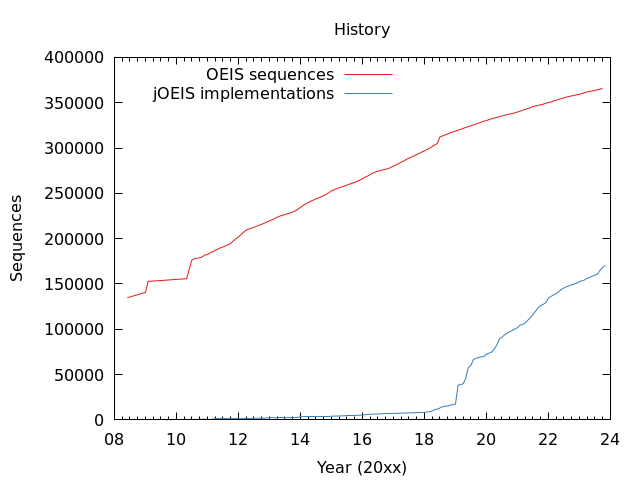 History
400000
350000
300000
250000
200000
150000
100000
50000
0
Sequences
OEIS sequences
jOEIS implementations
08 10 12 14 16 18 20 22 24
Year (20xx)